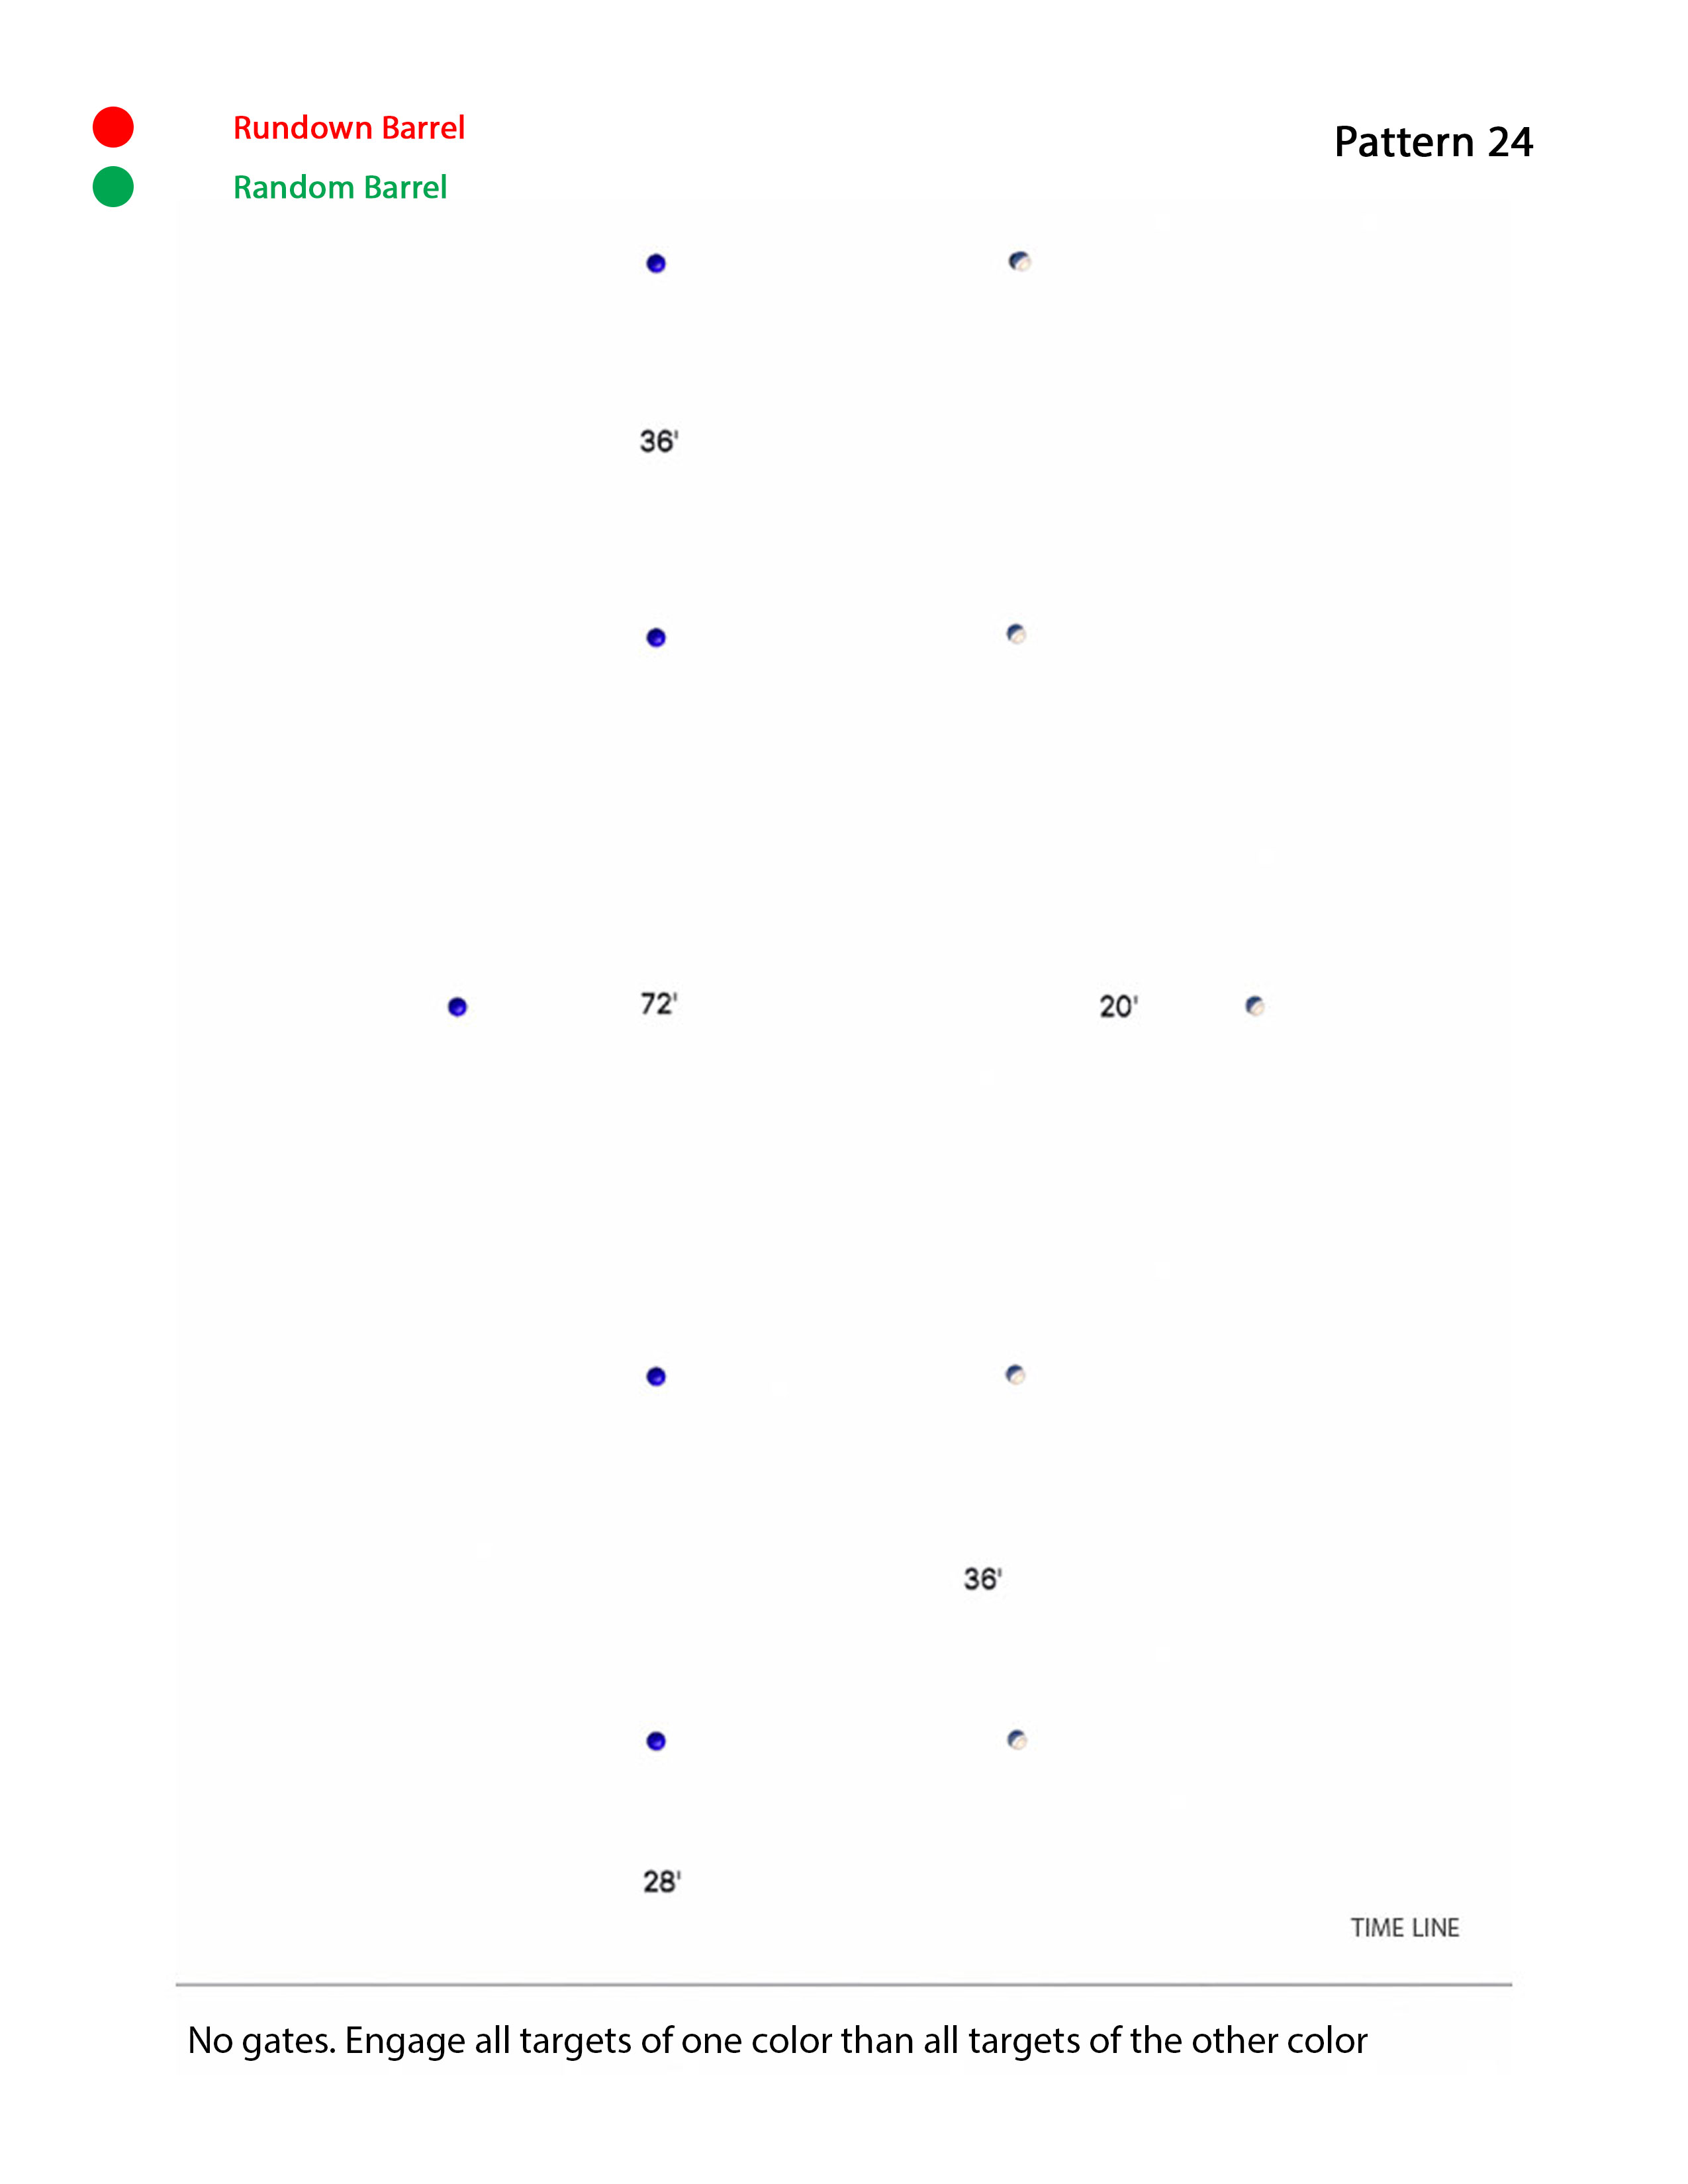 Rundown Barrel
Pattern 24
Random Barrel
36'
72'
20'
36'
28'
TIME LINE
No gates. Engage all targets of one color than all targets of the other color